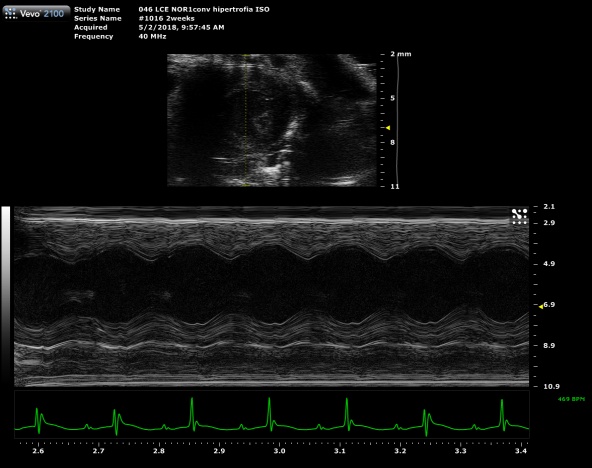 Vevo 2100
Study Name 046 LCE NOR1conv hipertrofia ISO
Series Name #1016 2weeks
Acquired 5/2/2018, 9:57:45 AM
Frequency 40 MHz
2 mm
5
8
11
2.1
2.9
4.9
6.9
8.9
10.9
469 BPM
2.6 2.7 2.8 2.9 3.0 3.1 3.2 3.3 3.4